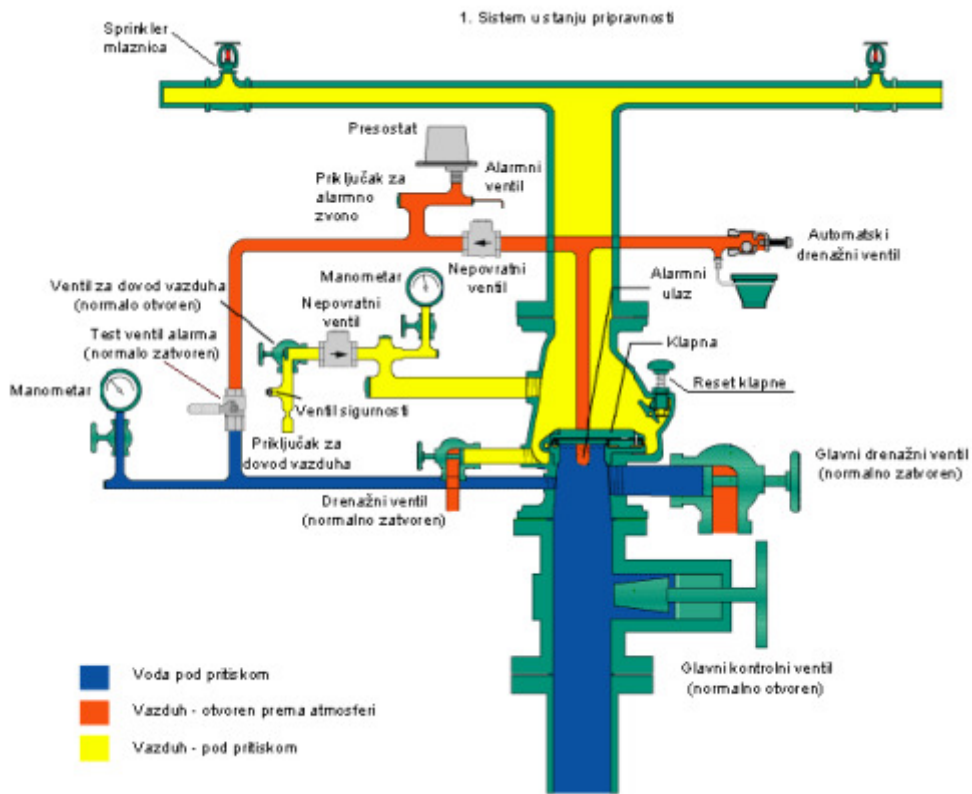 1. Sistem u stanju pripravnosti
Sprinkler
mlaznica
Presostat
Alarmni
ventil
Priključak za
alarmno
zvono
Automatski
drenažni ventil
Nepovratni
ventil
Manometar
Alarmni
ulaz
Ventil za dovod vazduha
(normalo otvoren)
Nepovratni
ventil
Test ventil alarma
(normalo zatvoren)
Klapna
Manometar
Reset klapne
Ventil sigurnosti
Priključak za
dovod vazduha
Glavni drenažni ventil
(normalno zatvoren)
Drenažni ventil
(normalno zatvoren)
Glavni kontrolni ventil
(normalno otvoren)
Voda pod pritiskom
Vazduh - otvoren prema atmosferi
Vazduh - pod pritiskom